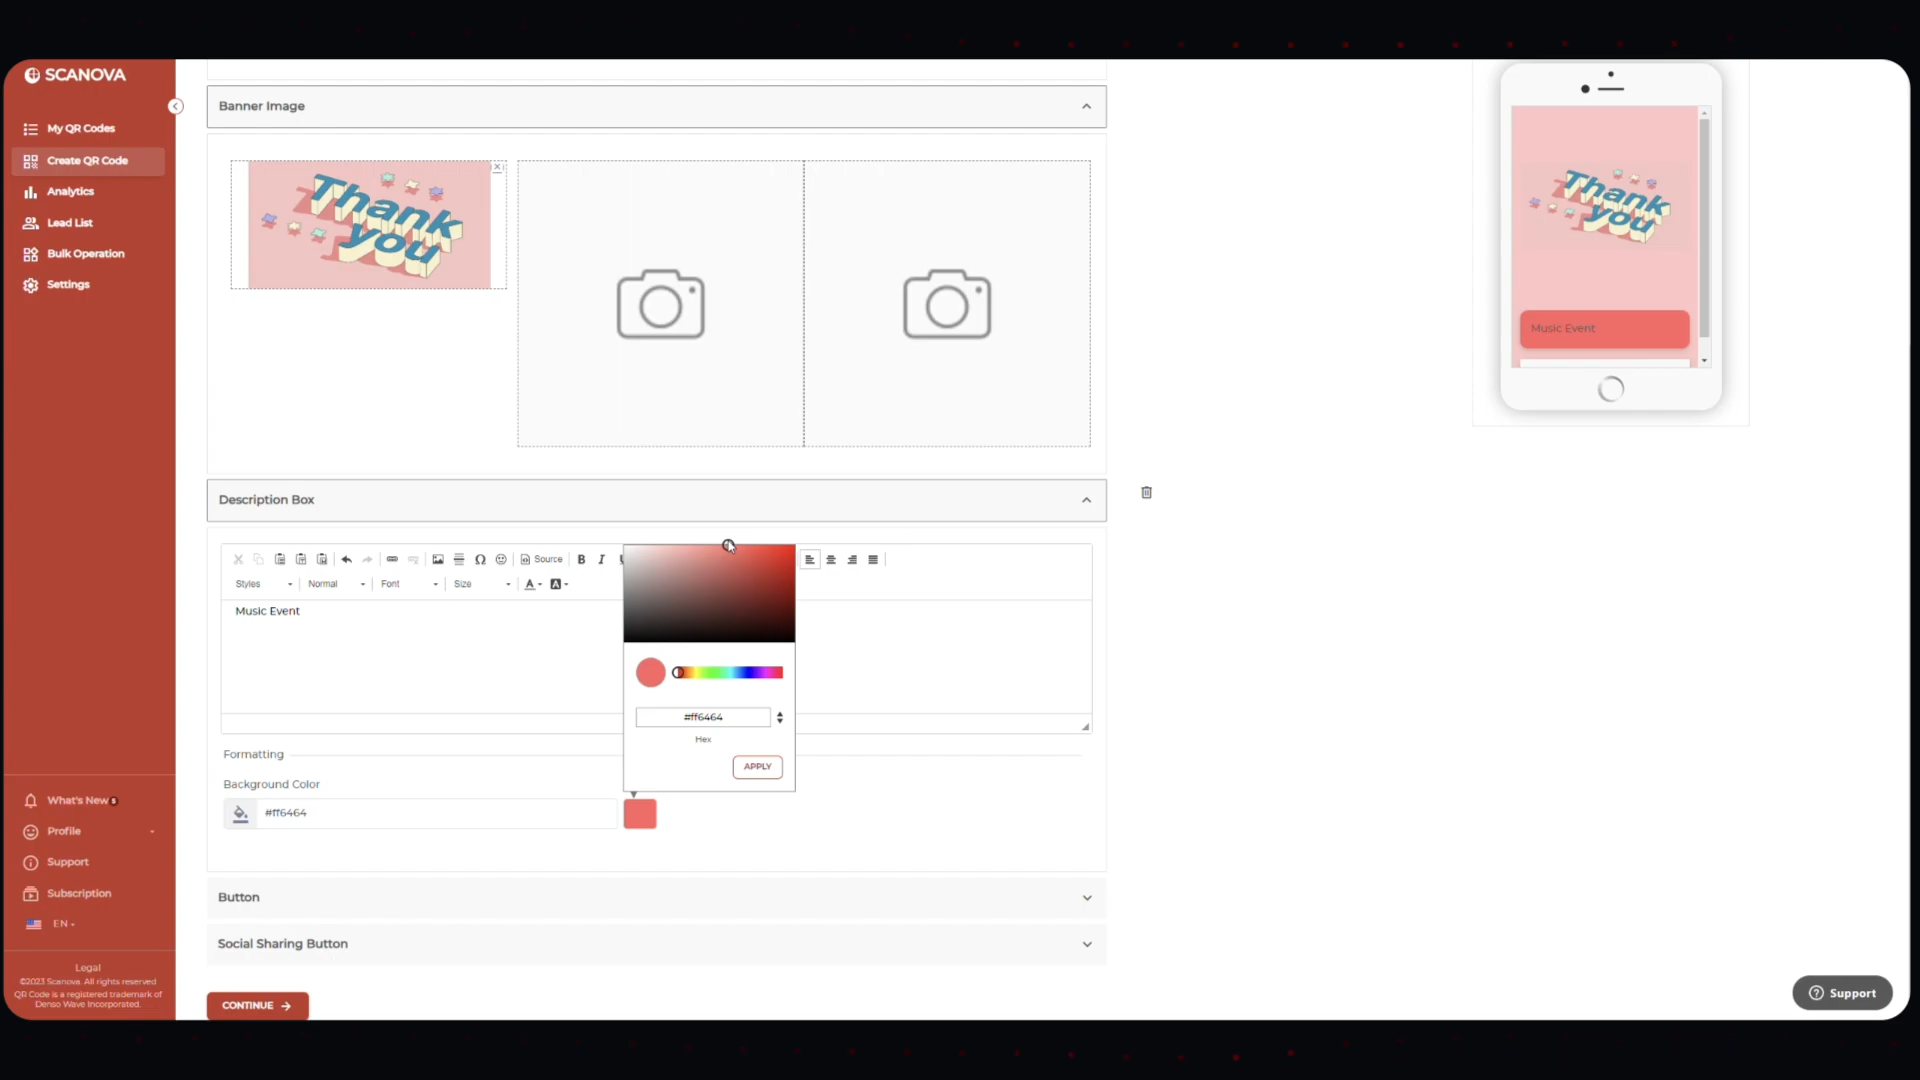 SCANOVA
My QR Codes
Create QR Code
Analytics
Lead List
Bulk Operation
Settings
What's New 5
Profile
Support
Subscription
EN
Legal
©2023 Scanova. All rights reserved
QR Code is a registered trademark of
Denso Wave Incorporated.
Banner Image
Thank
you
Description Box
Source
B I U
Styles Normal Font Size A A
Music Event
#ff6464
Hex
APPLY
Formatting
Background Color
#ff6464
Button
Social Sharing Button
CONTINUE
Thank
you
Music Event
Support